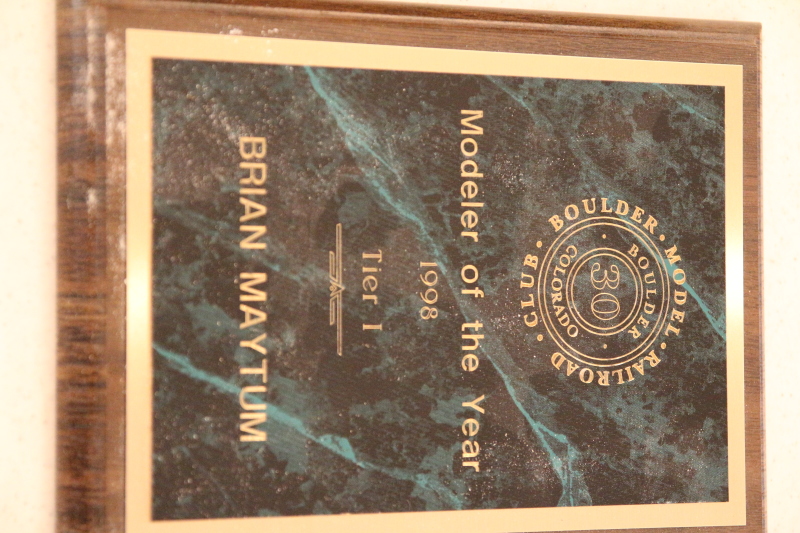 BOULDER • MODEL • RAILROAD • CLUB •
BOULDER • COLORADO •
30
Modeler of the Year
1998
Tier I
BRIAN MAYTUM